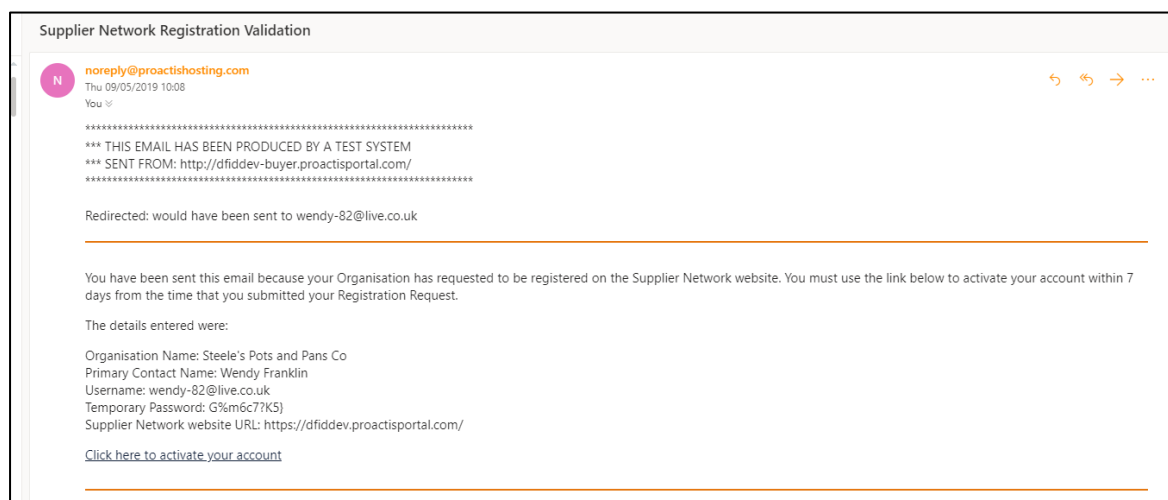 Supplier Network Registration Validation
N
noreply@proactishosting.com
Thu 09/05/2019 10:08
You
************************************************************************
*** THIS EMAIL HAS BEEN PRODUCED BY A TEST SYSTEM
*** SENT FROM: http://dfiddev-buyer.proactisportal.com/
************************************************************************
Redirected: would have been sent to wendy-82@live.co.uk
You have been sent this email because your Organisation has requested to be registered on the Supplier Network website. You must use the link below to activate your account within 7
days from the time that you submitted your Registration Request.
The details entered were:
Organisation Name: Steele's Pots and Pans Co
Primary Contact Name: Wendy Franklin
Username: wendy-82@live.co.uk
Temporary Password: G%m6c7?K5}
Supplier Network website URL: https://dfiddev.proactisportal.com/
Click here to activate your account